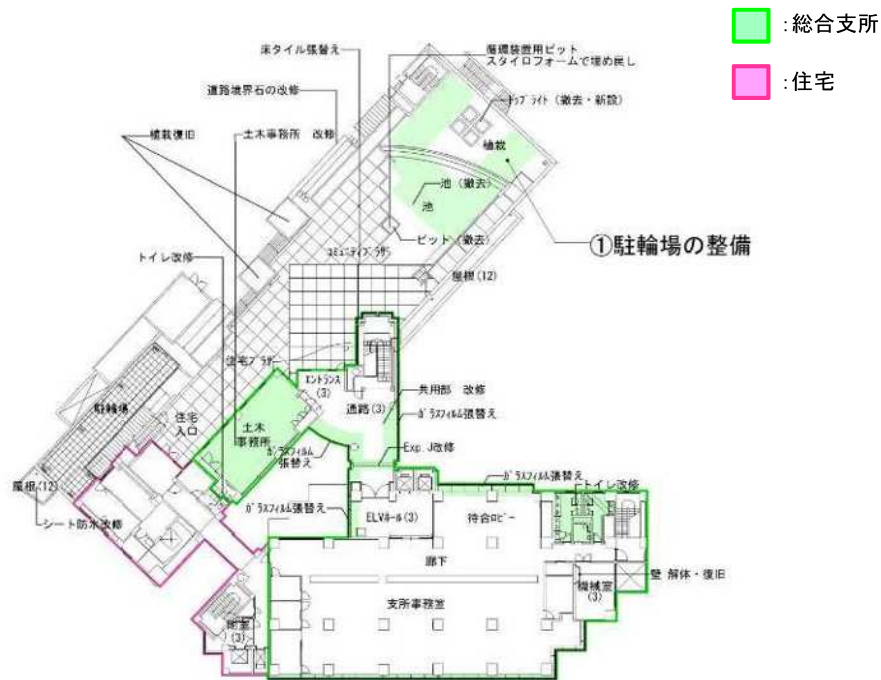 ：総合支所
：住宅
床タイル張替え
循環装置用ピット
スタイロフォームで埋め戻し
道路境界石の改修
トップライト（撤去・新設）
植栽復旧
土木事務所　改修
植栽
池（撤去）
池
ピット（撤去）
①駐輪場の整備
コミュニティプラザ
トイレ改修
屋根(12)
住宅プラザ
エントランス
(3)
通路(3)
共用部　改修
ガラスフィルム張替え
駐輪場
住宅
入口
土木
事務所
ガラスフィルム
張替え
Exp.J改修
屋根(12)
シート防水改修
ガラスフィルム張替え
ガラスフィルム張替え
トイレ改修
ELVホール(3)
待合ロビー
廊下
壁 解体・復旧
機械室
(3)
支所事務室
(3)